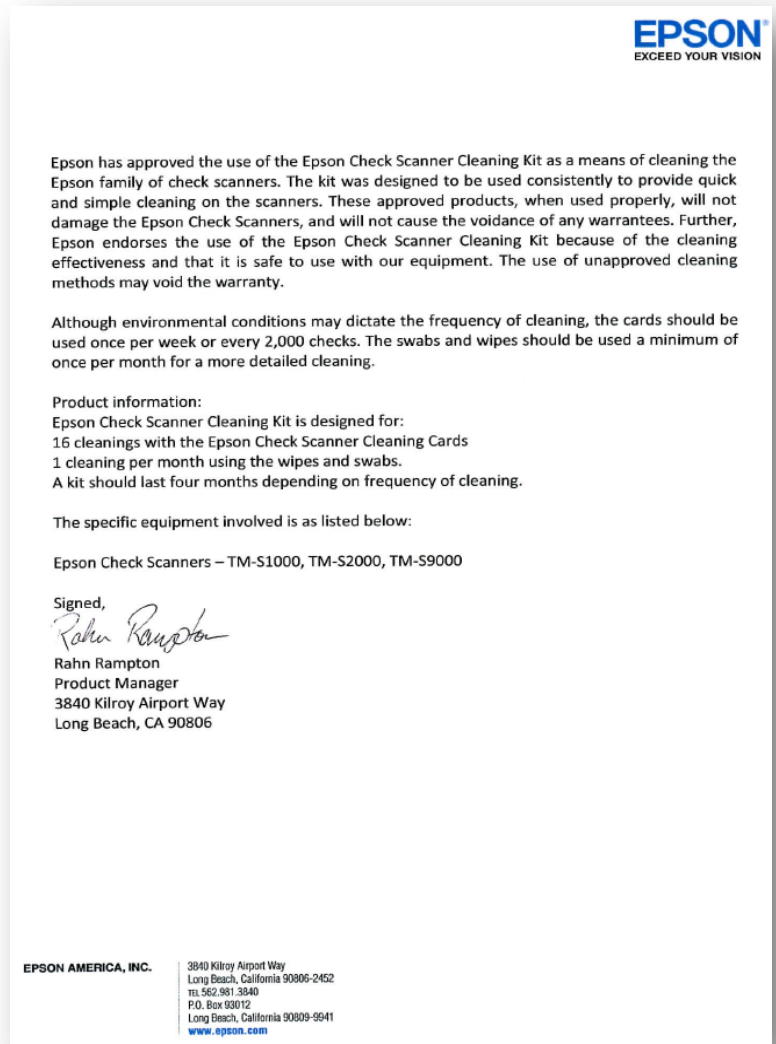 EPSON®
EXCEED YOUR VISION
Epson has approved the use of the Epson Check Scanner Cleaning Kit as a means of cleaning the
Epson family of check scanners. The kit was designed to be used consistently to provide quick
and simple cleaning on the scanners. These approved products, when used properly, will not
damage the Epson Check Scanners, and will not cause the voidance of any warrantees. Further,
Epson endorses the use of the Epson Check Scanner Cleaning Kit because of the cleaning
effectiveness and that it is safe to use with our equipment. The use of unapproved cleaning
methods may void the warranty.
Although environmental conditions may dictate the frequency of cleaning, the cards should be
used once per week or every 2,000 checks. The swabs and wipes should be used a minimum of
once per month for a more detailed cleaning.
Product information:
Epson Check Scanner Cleaning Kit is designed for:
16 cleanings with the Epson Check Scanner Cleaning Cards
1 cleaning per month using the wipes and swabs.
A kit should last four months depending on frequency of cleaning.
The specific equipment involved is as listed below:
Epson Check Scanners – TM-S1000, TM-S2000, TM-S9000
Signed,
Rahn Rampton
Rahn Rampton
Product Manager
3840 Kilroy Airport Way
Long Beach, CA 90806
EPSON AMERICA, INC.
3840 Kilroy Airport Way
Long Beach, California 90806-2452
TEL 562.981.3840
P.O. Box 93012
Long Beach, California 90809-9941
www.epson.com